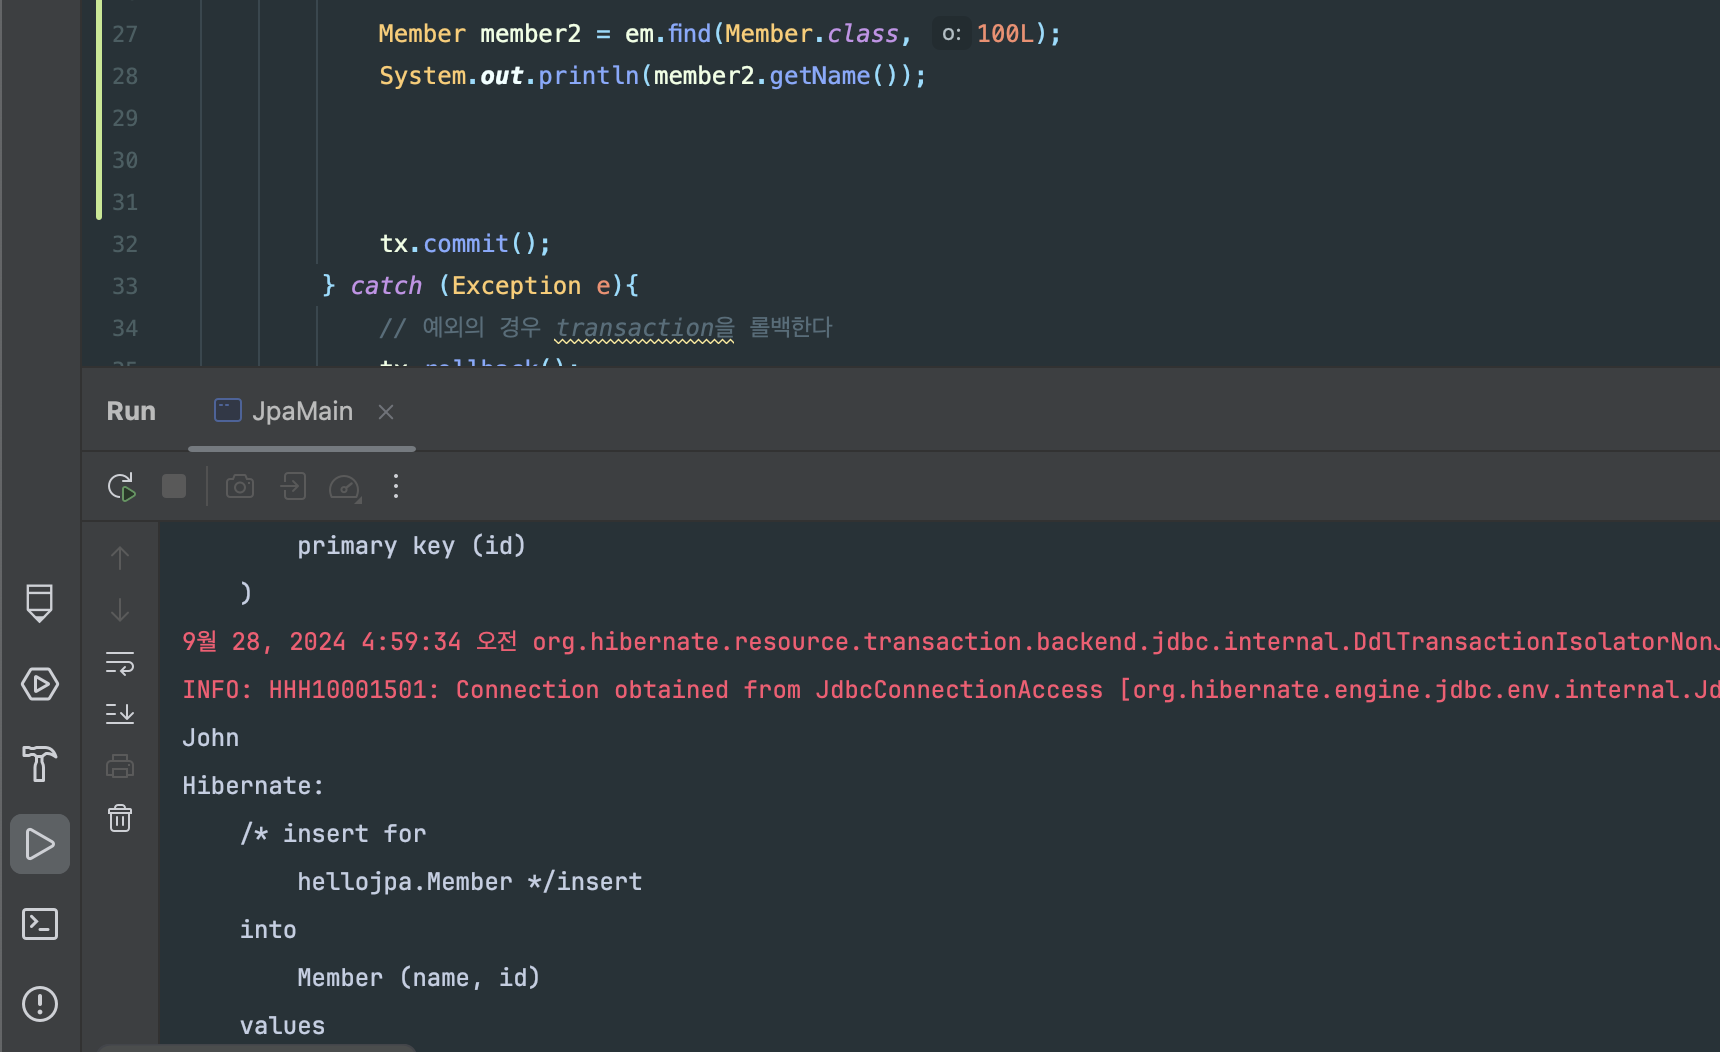 27 Member member2 = em.find(Member.class, o: 100L);
28 System.out.println(member2.getName());
29
30
31
32 tx.commit();
33 } catch (Exception e){
34 // 예외의 경우 transaction을 롤백한다
35 tx.rollback();
Run JpaMain
primary key (id)
)
9월 28, 2024 4:59:34 오전 org.hibernate.resource.transaction.backend.jdbc.internal.DdlTransactionIsolatorNonJ
INFO: HHH10001501: Connection obtained from JdbcConnectionAccess [org.hibernate.engine.jdbc.env.internal.Jd
John
Hibernate:
/* insert for
hellojpa.Member */insert
into
Member (name, id)
values